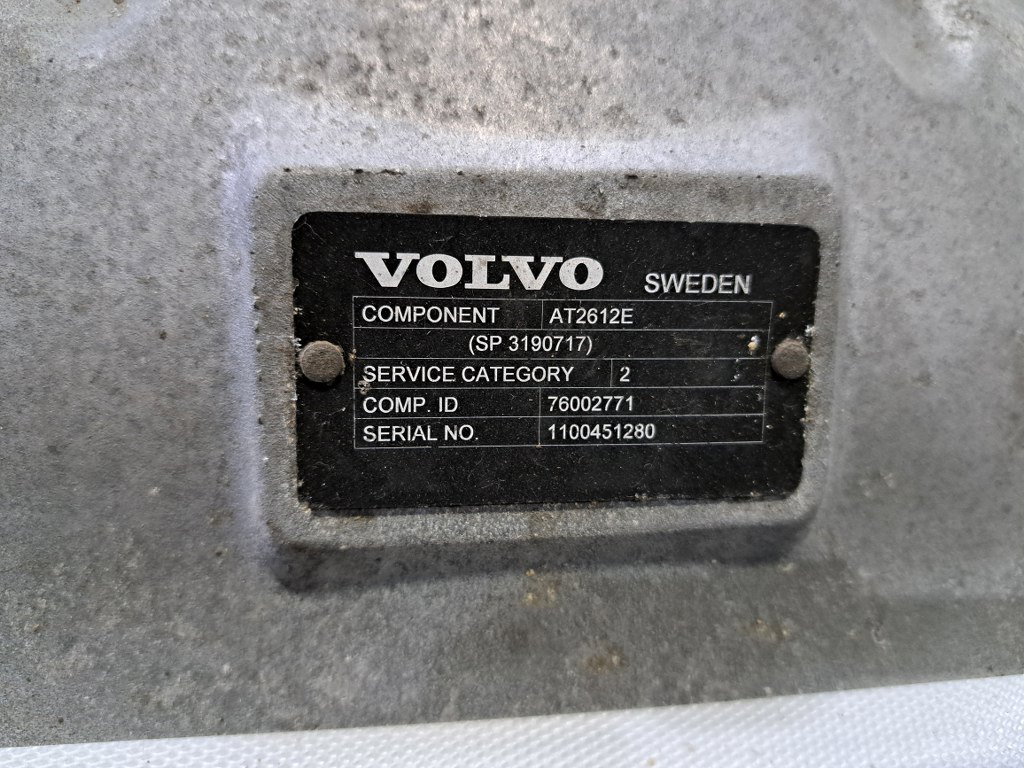 VOLVO SWEDEN
COMPONENT AT2612E
(SP 3190717)
SERVICE CATEGORY 2
COMP. ID 76002771
SERIAL NO. 1100451280